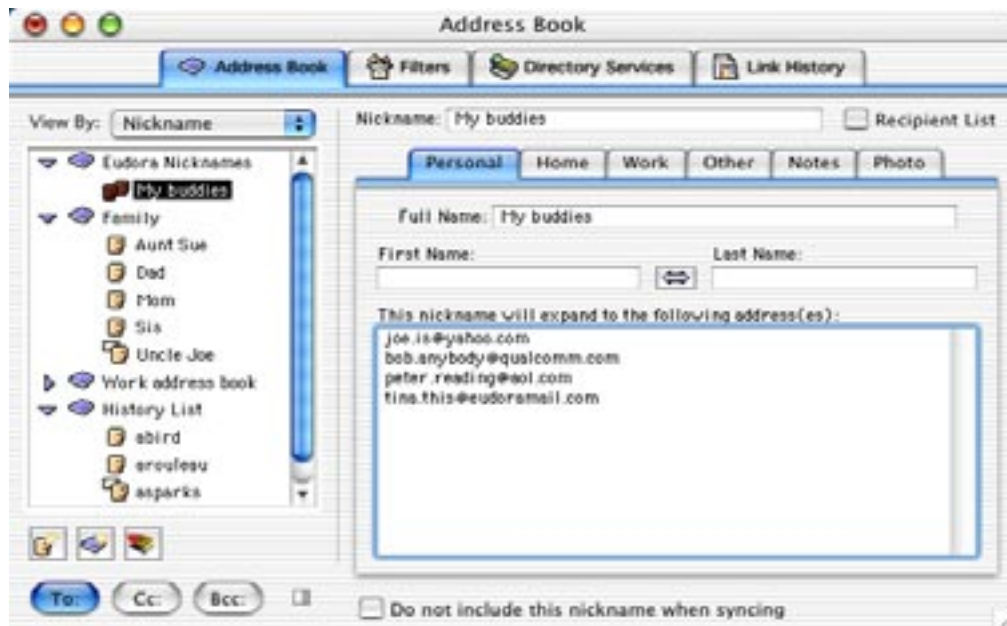 Address Book
Address Book Filters Directory Services Link History
View By: Nickname
Eudora Nicknames
My buddies
Family
Aunt Sue
Dad
Mom
Sis
Uncle Joe
Work address book
History List
abird
arouleau
asparks
To: Cc: Bcc:
Nickname: My buddies
Recipient List
Personal Home Work Other Notes Photo
Full Name: My buddies
First Name: Last Name:
This nickname will expand to the following address(es):
joe.is@yahoo.com
bob.anybody@qualcomm.com
peter.reading@aol.com
tina.this@eudoramail.com
Do not include this nickname when syncing